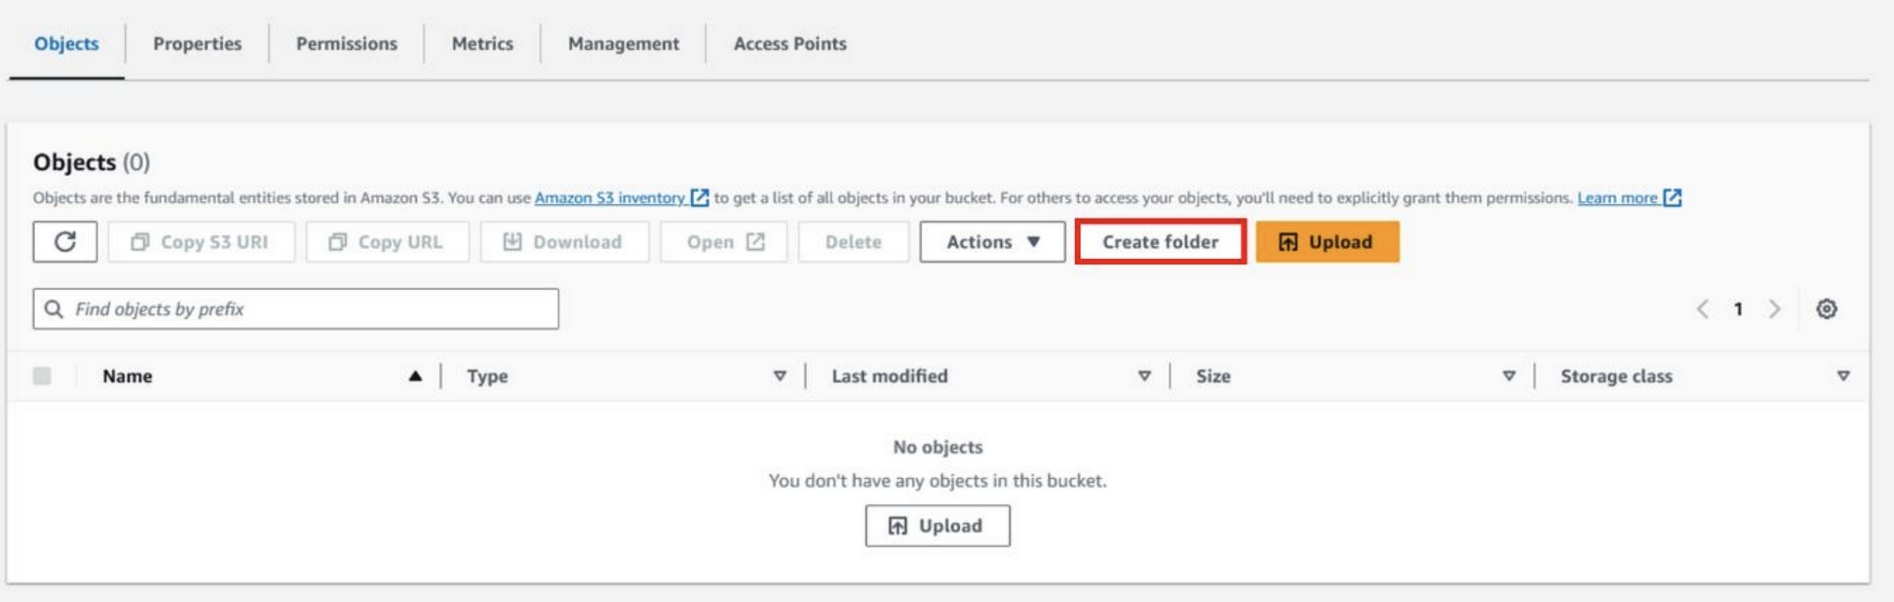 Objects Properties Permissions Metrics Management Access Points
Objects (0)
Objects are the fundamental entities stored in Amazon S3. You can use Amazon S3 inventory to get a list of all objects in your bucket. For others to access your objects, you'll need to explicitly grant them permissions. Learn more
Copy S3 URI Copy URL Download Open Delete Actions Create folder Upload
Find objects by prefix 1
Name Type Last modified Size Storage class
No objects
You don't have any objects in this bucket.
Upload